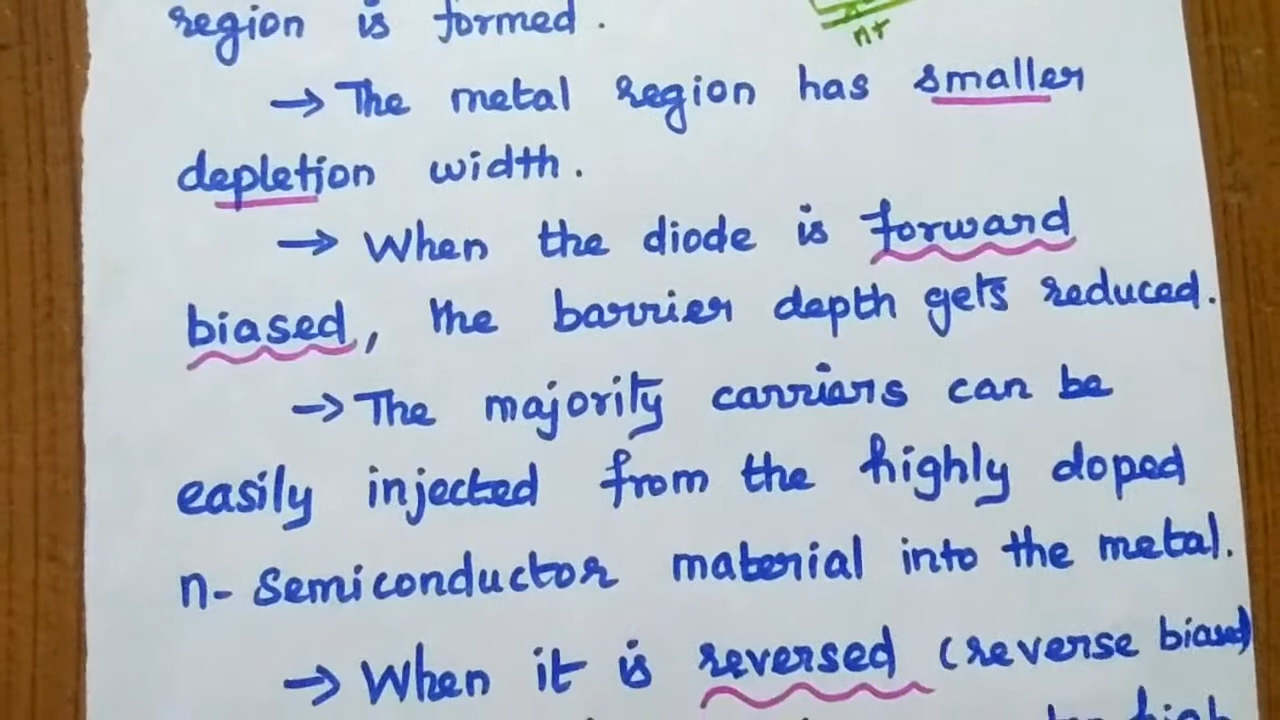 region is formed.
n+
→ The metal region has smaller
depletion width.
→ When the diode is forward
biased, the barrier depth gets reduced.
→ The majority carriers can be
easily injected from the highly doped
n- Semiconductor material into the metal.
→ When it is reversed (reverse biased)
high